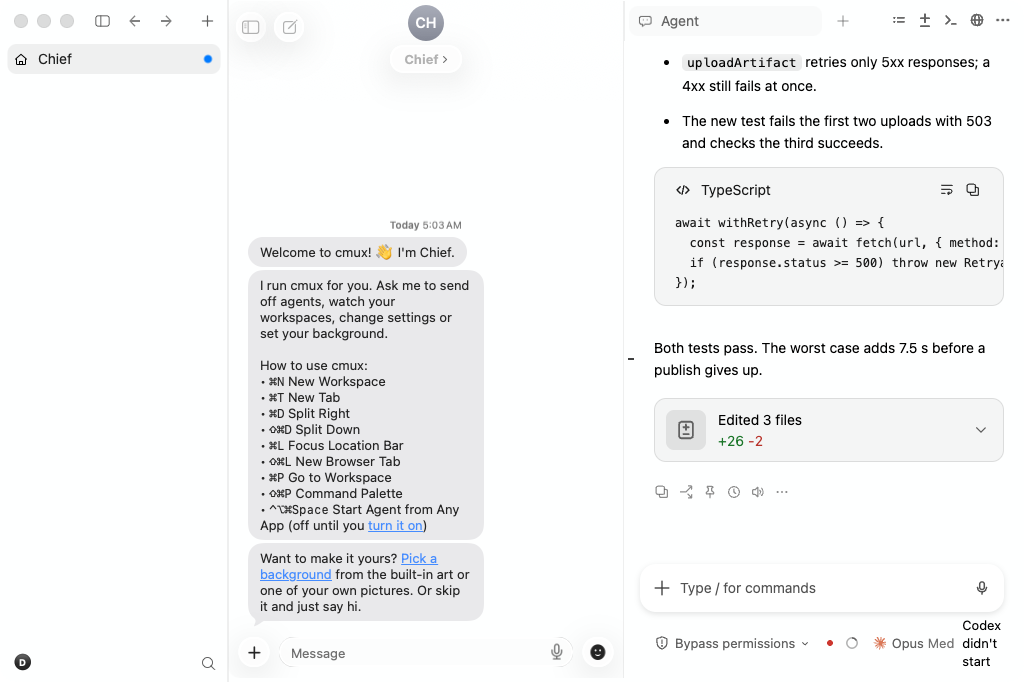 Chief
CH
Chief
Today 5:03 AM
Welcome to cmux! 👋 I'm Chief.
I run cmux for you. Ask me to send
off agents, watch your
workspaces, change settings or
set your background.
How to use cmux:
• ⌘N New Workspace
• ⌘T New Tab
• ⌘D Split Right
• ⇧⌘D Split Down
• ⌘L Focus Location Bar
• ⇧⌘L New Browser Tab
• ⌘P Go to Workspace
• ⇧⌘P Command Palette
• ^⌥⌘Space Start Agent from Any
App (off until you turn it on)
Want to make it yours? Pick a
background from the built-in art or
one of your own pictures. Or skip
it and just say hi.
Message
D
Agent
• uploadArtifact retries only 5xx responses; a
4xx still fails at once.
• The new test fails the first two uploads with 503
and checks the third succeeds.
TypeScript
await withRetry(async () => {
const response = await fetch(url, { method:
if (response.status >= 500) throw new Retrya
});
Both tests pass. The worst case adds 7.5 s before a
publish gives up.
Edited 3 files
+26 -2
Type / for commands
Bypass permissions
Opus Med
Codex
didn't
start